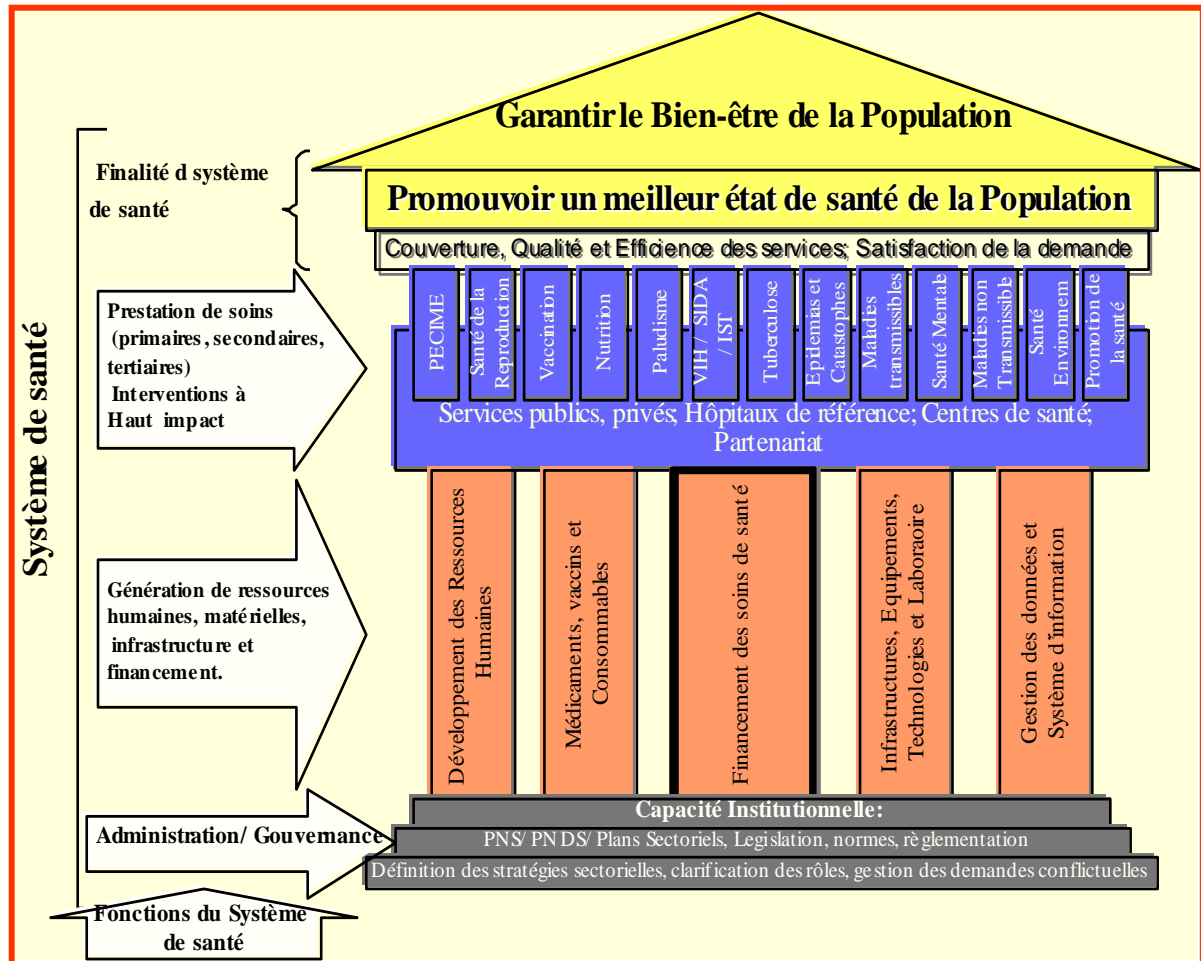 Garantir le Bien-être de la Population
Promouvoir un meilleur état de santé de la Population
Couverture, Qualité et Efficience des services; Satisfaction de la demande
Système de santé
Finalité d système
de santé
Prestation de soins
(primaires, secondaires,
tertiaires)
Interventions à
Haut impact
PECIME
Santé de la
Reproduction
Vaccination
Nutrition
Paludisme
VIH / SIDA
/ IST
Tuberculose
Epidemias et
Catastrophes
Maladies
transmissibles
Santé Mentale
Maladies non
Transmissible
Santé
Environnem
Promotion de
la santé
Services publics, privés; Hôpitaux de référence; Centres de santé;
Partenariat
Génération de ressources
humaines, matérielles,
infrastructure et
financement.
Développement des Ressources
Humaines
Médicaments, vaccins et
Consommables
Financement des soins de santé
Infrastructures, Equipements,
Technologies et Laboraoire
Gestion des données et
Système d'information
Administration/ Gouvernance
Capacité Institutionnelle:
PNS/ PNDS/ Plans Sectoriels, Legislation, normes, règlementation
Définition des stratégies sectorielles, clarification des rôles, gestion des demandes conflictuelles
Fonctions du Système
de santé